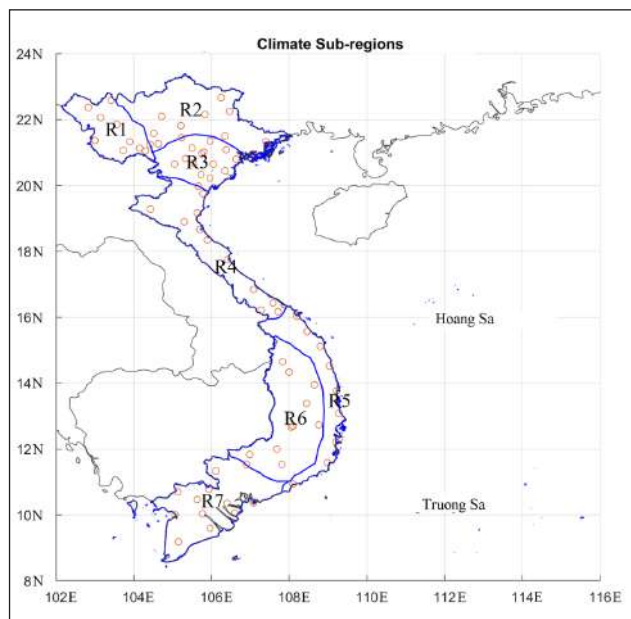 Climate Sub-regions
24N
22N
20N
18N
16N
14N
12N
10N
8N
R1
R2
R3
R4
R5
R6
R7
Hoang Sa
Truong Sa
102E 104E 106E 108E 110E 112E 114E 116E